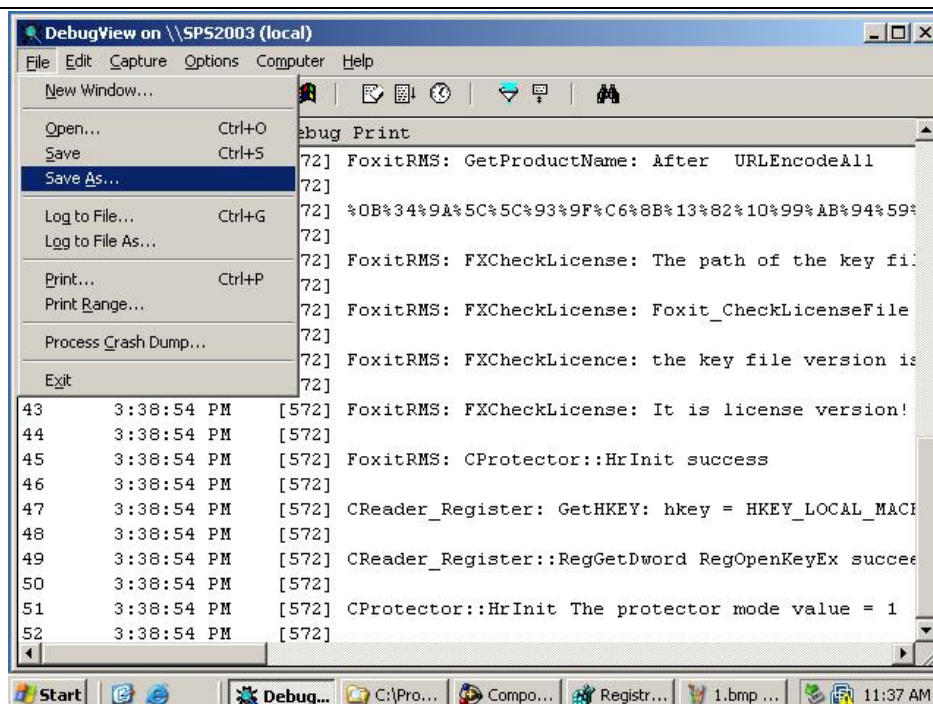 DebugView on \\SPS2003 (local)
File Edit Capture Options Computer Help
New Window...
Open... Ctrl+O
Save Ctrl+S
Save As...
Log to File... Ctrl+G
Log to File As...
Print... Ctrl+P
Print Range...
Process Crash Dump...
Exit
ebug Print
72] FoxitRMS: GetProductName: After URLEncodeAll
72]
72] %0B%34%9A%5C%5C%93%9F%C6%8B%13%82%10%99%AB%94%59%
72]
72] FoxitRMS: FXCheckLicense: The path of the key fil
72]
72] FoxitRMS: FXCheckLicense: Foxit_CheckLicenseFile
72]
72] FoxitRMS: FXCheckLicence: the key file version is
72]
43 3:38:54 PM [572] FoxitRMS: FXCheckLicense: It is license version!
44 3:38:54 PM [572]
45 3:38:54 PM [572] FoxitRMS: CProtector::HrInit success
46 3:38:54 PM [572]
47 3:38:54 PM [572] CReader_Register: GetHKEY: hkey = HKEY_LOCAL_MACH
48 3:38:54 PM [572]
49 3:38:54 PM [572] CReader_Register::RegGetDword RegOpenKeyEx succee
50 3:38:54 PM [572]
51 3:38:54 PM [572] CProtector::HrInit The protector mode value = 1
52 3:38:54 PM [572]
Start Debug... C:\Pro... Compo... Registr... 1.bmp ... 11:37 AM